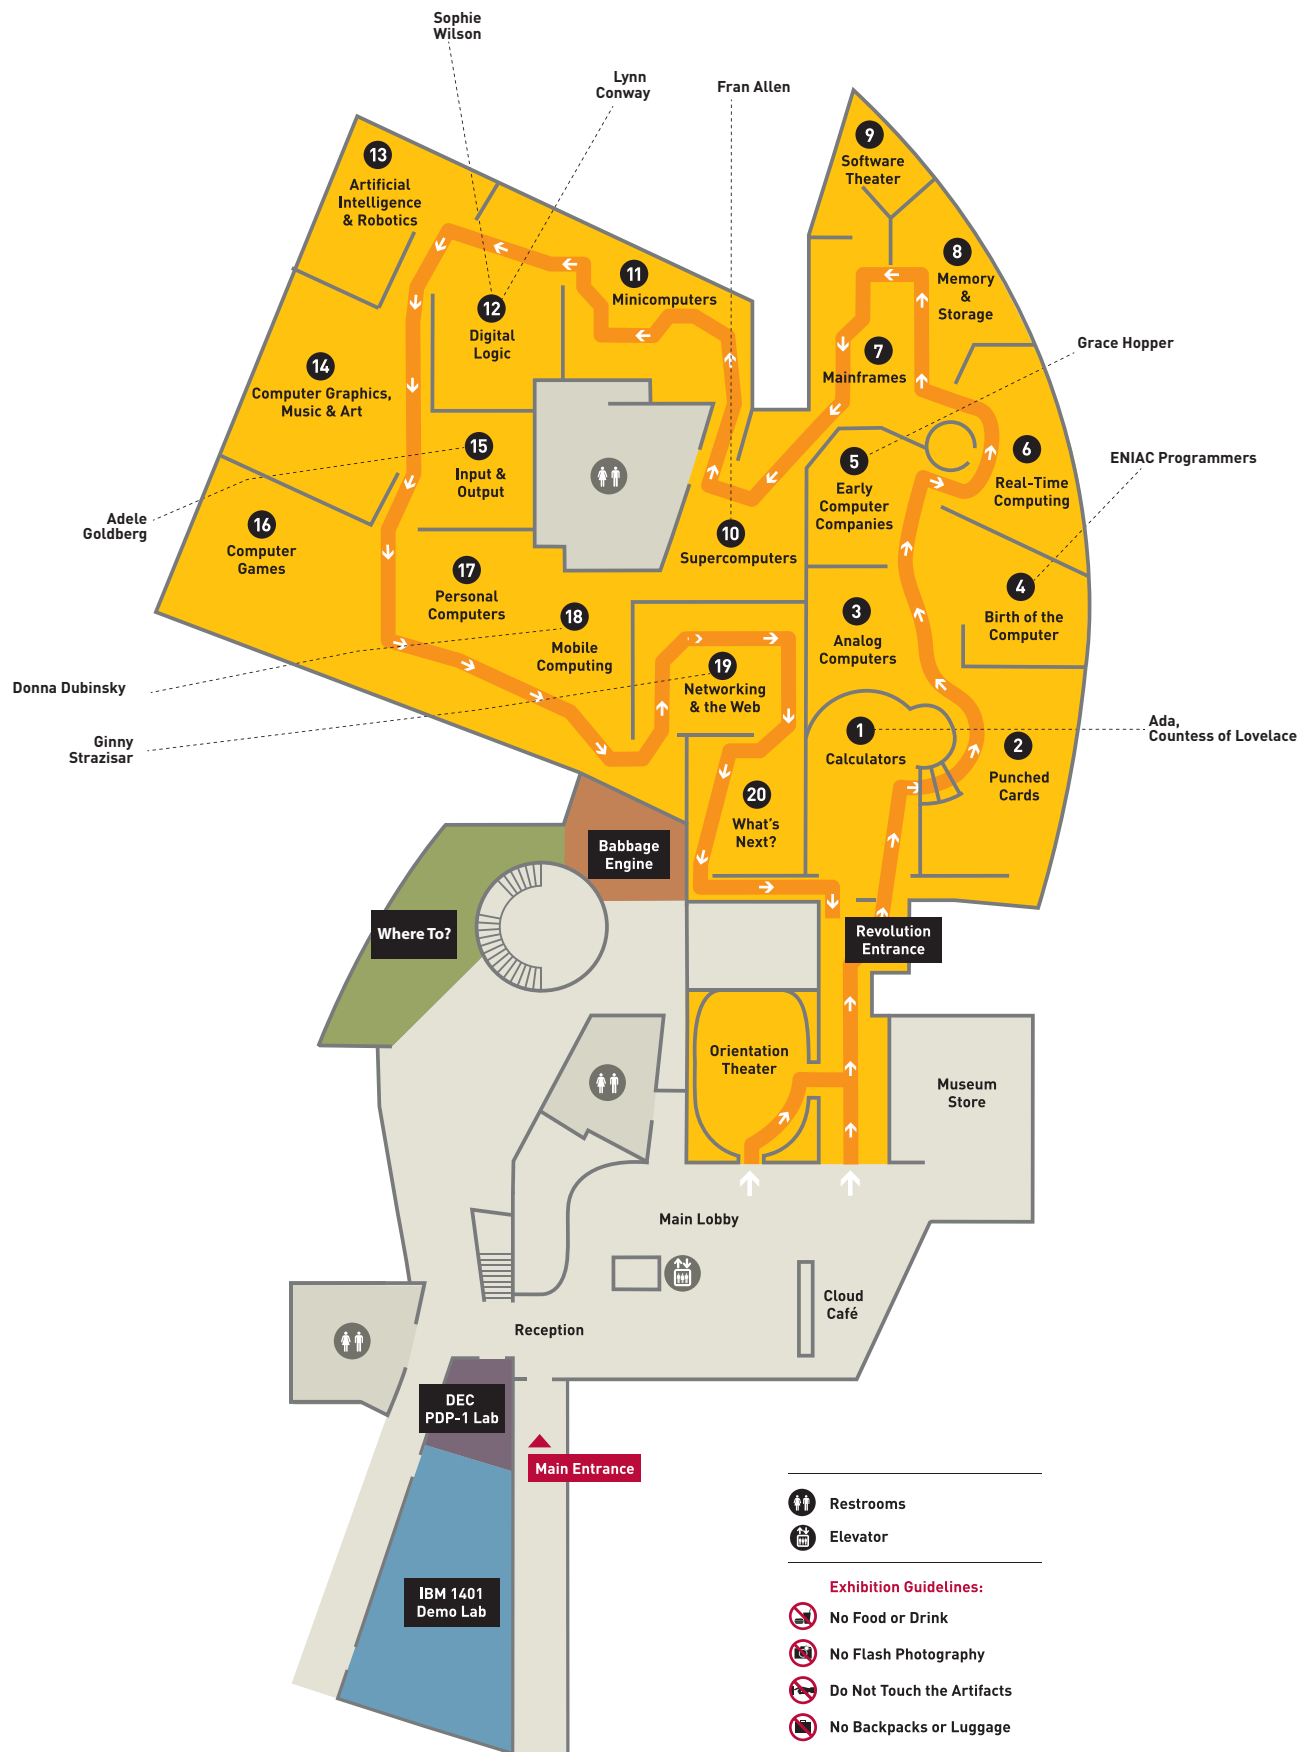 Sophie
Wilson
Lynn
Conway
Fran Allen
9
Software
Theater
13
Artificial
Intelligence
& Robotics
8
Memory
&
Storage
11
Minicomputers
12
Digital
Logic
Grace Hopper
7
Mainframes
14
Computer Graphics,
Music & Art
15
Input &
Output
5
Early
Computer
Companies
6
Real-Time
Computing
ENIAC Programmers
Adele
Goldberg
16
Computer
Games
10
Supercomputers
17
Personal
Computers
4
Birth of the
Computer
3
Analog
Computers
18
Mobile
Computing
19
Networking
& the Web
Donna Dubinsky
Ginny
Strazisar
1
Calculators
2
Punched
Cards
Ada,
Countess of Lovelace
20
What's
Next?
Babbage
Engine
Where To?
Revolution
Entrance
Orientation
Theater
Museum
Store
Main Lobby
Cloud
Café
Reception
DEC
PDP-1 Lab
Main Entrance
IBM 1401
Demo Lab
Restrooms
Elevator
Exhibition Guidelines:
No Food or Drink
No Flash Photography
Do Not Touch the Artifacts
No Backpacks or Luggage